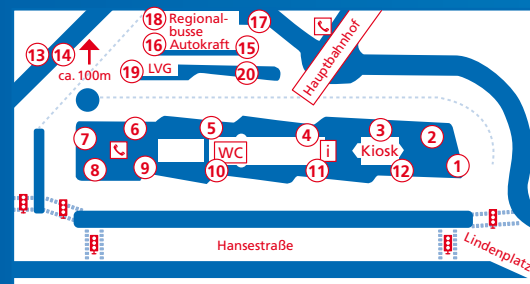 18 Regional-
busse
17
16 Autokraft 15
13 14
ca. 100m
19 LVG 20
Hauptbahnhof
7 6 5 4 3 2
WC i Kiosk 1
8 9 10 11 12
Hansestraße
Lindenplatz